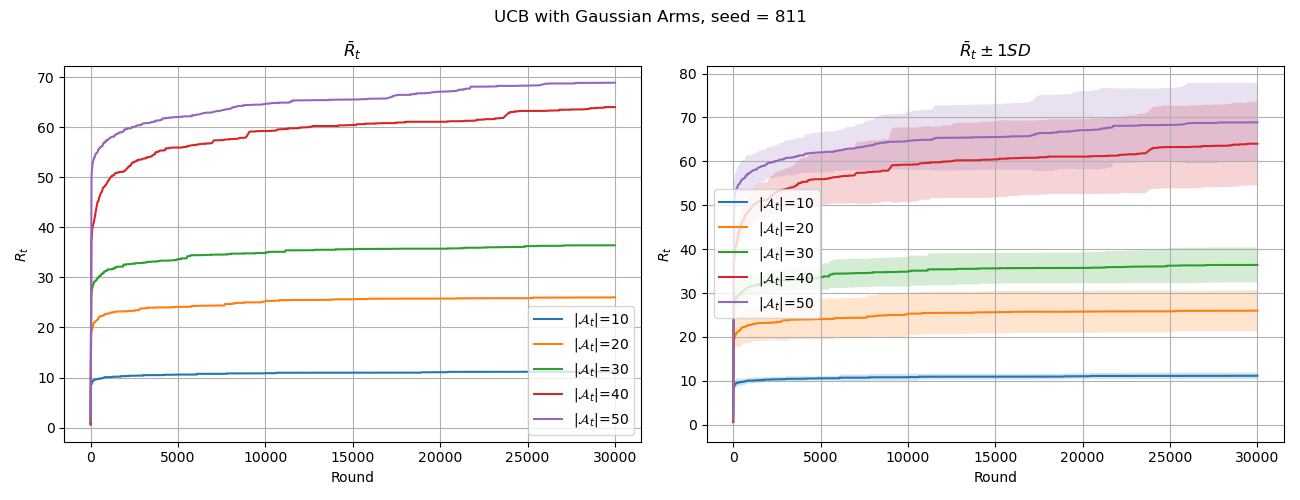 UCB with Gaussian Arms, seed = 811
R̄ₜ
70
60
50
40
30
20
10
0
Rₜ
0 5000 10000 15000 20000 25000 30000
Round
|𝒜ₜ|=10
|𝒜ₜ|=20
|𝒜ₜ|=30
|𝒜ₜ|=40
|𝒜ₜ|=50
R̄ₜ ± 1SD
80
70
60
50
40
30
20
10
0
Rₜ
0 5000 10000 15000 20000 25000 30000
Round
|𝒜ₜ|=10
|𝒜ₜ|=20
|𝒜ₜ|=30
|𝒜ₜ|=40
|𝒜ₜ|=50